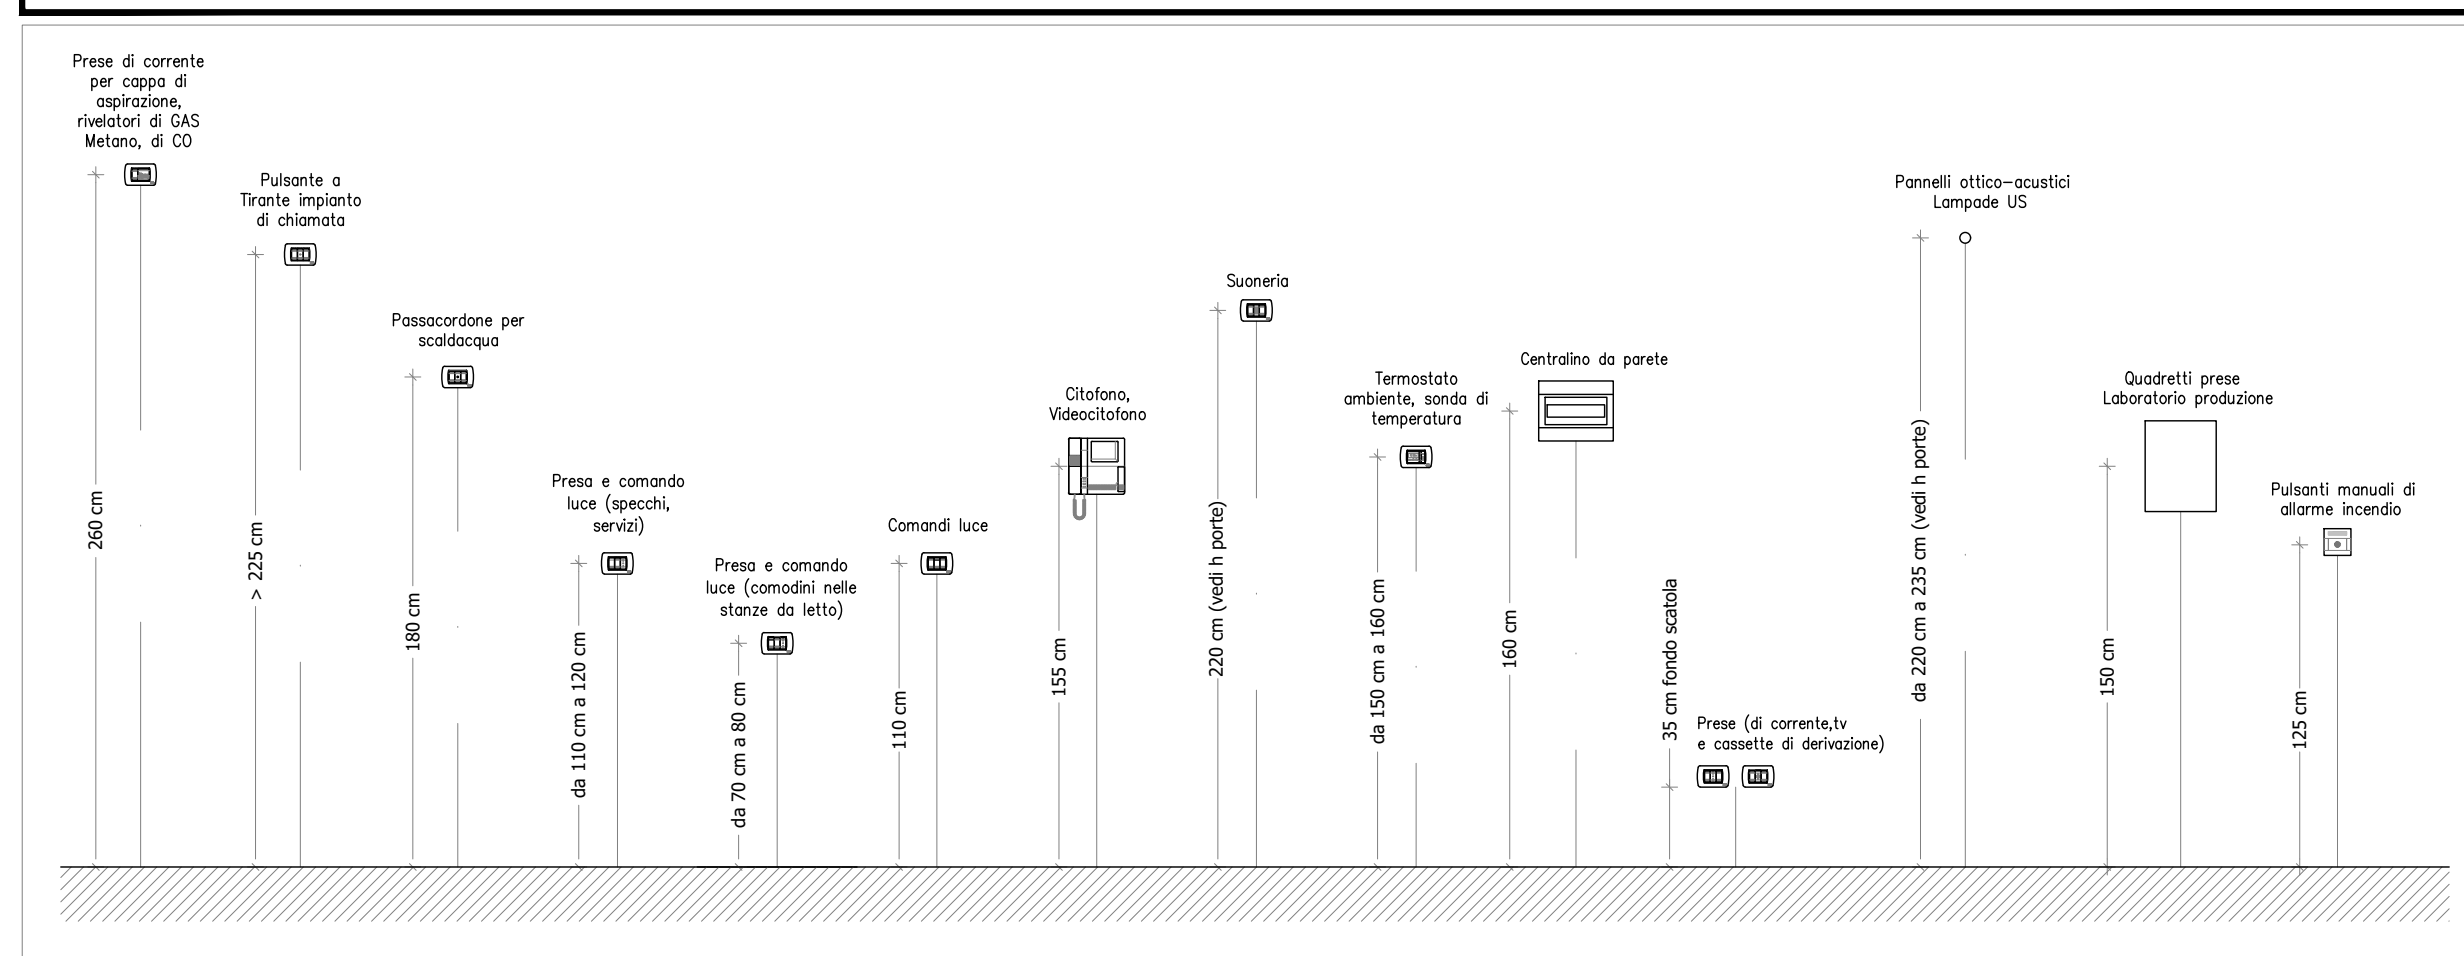 Prese di corrente
per cappa di
aspirazione,
rivelatori di GAS
Metano, di CO
260 cm
Pulsante a
Tirante impianto
di chiamata
> 225 cm
Passacordone per
scaldacqua
180 cm
Presa e comando
luce (specchi,
servizi)
da 110 cm a 120 cm
Presa e comando
luce (comodini nelle
stanze da letto)
da 70 cm a 80 cm
Comandi luce
110 cm
Citofono,
Videocitofono
155 cm
Suoneria
220 cm (vedi h porte)
Termostato
ambiente, sonda di
temperatura
da 150 cm a 160 cm
Centralino da parete
160 cm
35 cm fondo scatola
Prese (di corrente,tv
e cassette di derivazione)
Pannelli ottico-acustici
Lampade US
da 220 cm a 235 cm (vedi h porte)
Quadretti prese
Laboratorio produzione
150 cm
Pulsanti manuali di
allarme incendio
125 cm